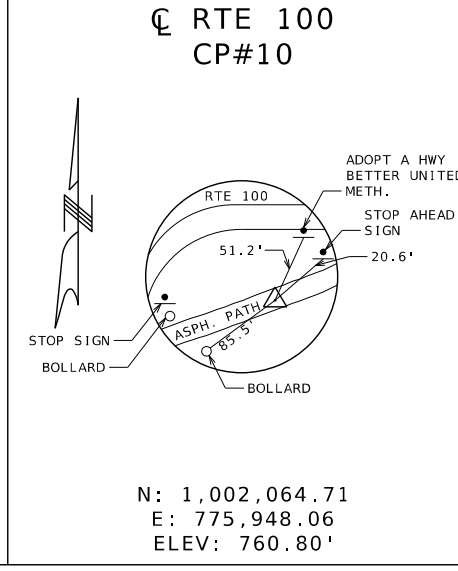 ℄ RTE 100
CP#10
ADOPT A HWY
BETTER UNITED
METH.
RTE 100
STOP AHEAD
SIGN
51.2'
20.6'
ASPH. PATH
85.5'
STOP SIGN
BOLLARD
BOLLARD
N: 1,002,064.71
E: 775,948.06
ELEV: 760.80'